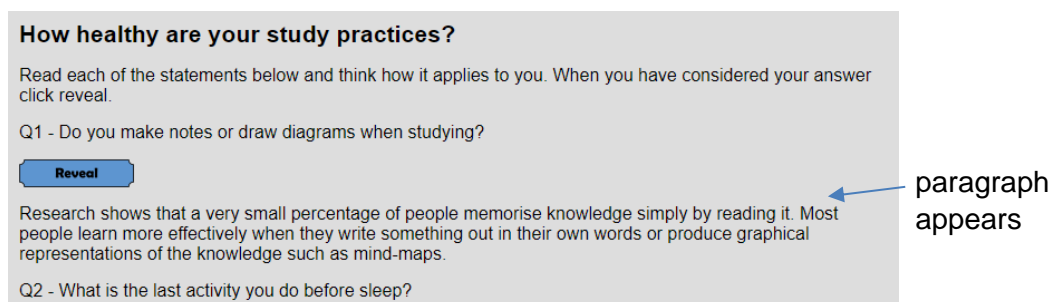 How healthy are your study practices?
Read each of the statements below and think how it applies to you. When you have considered your answer
click reveal.
Q1 - Do you make notes or draw diagrams when studying?
Reveal
Research shows that a very small percentage of people memorise knowledge simply by reading it. Most
people learn more effectively when they write something out in their own words or produce graphical
representations of the knowledge such as mind-maps.
paragraph
appears
Q2 - What is the last activity you do before sleep?